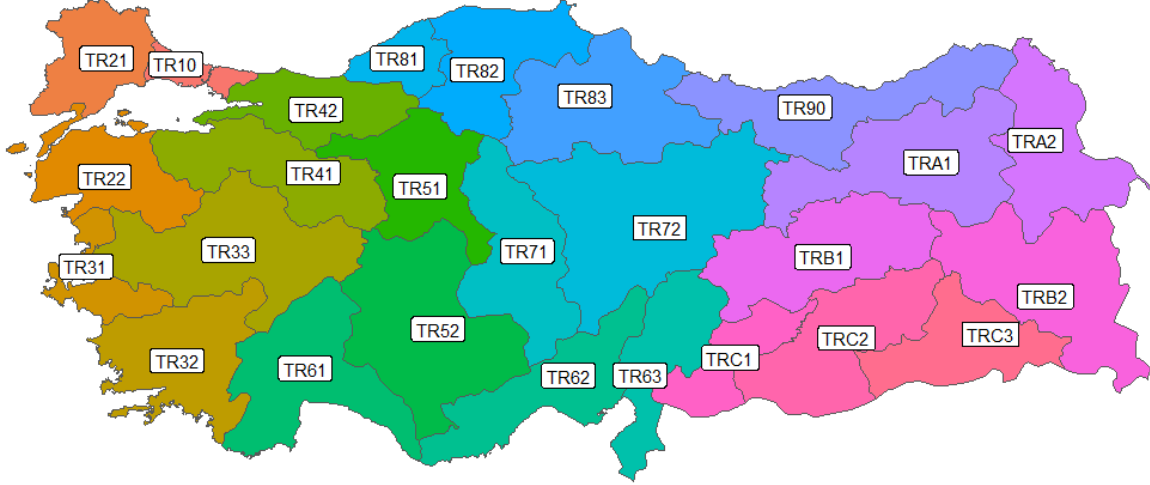 TR21
TR10
TR81
TR82
TR83
TR42
TR90
TRA2
TRA1
TR22
TR41
TR51
TR33
TR71
TR72
TRB1
TR31
TRB2
TR52
TRC2
TRC3
TR32
TR61
TR62
TR63
TRC1